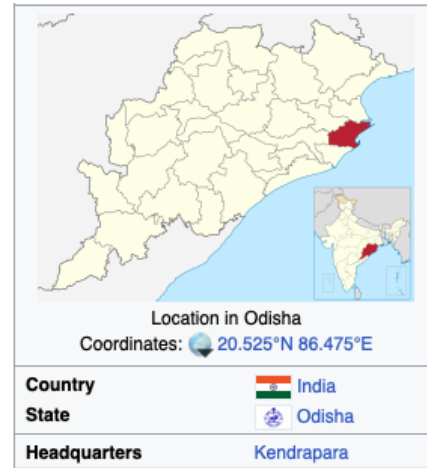 Location in Odisha
Coordinates: 20.525°N 86.475°E
Country India
State Odisha
Headquarters Kendrapara